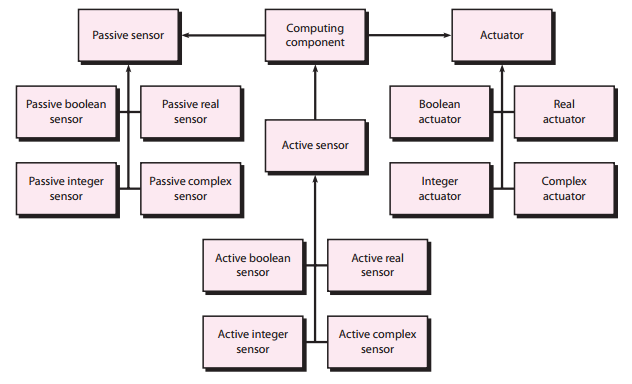 Passive sensor
Computing
component
Actuator
Passive boolean
sensor
Passive real
sensor
Boolean
actuator
Real
actuator
Active sensor
Passive integer
sensor
Passive complex
sensor
Integer
actuator
Complex
actuator
Active boolean
sensor
Active real
sensor
Active integer
sensor
Active complex
sensor